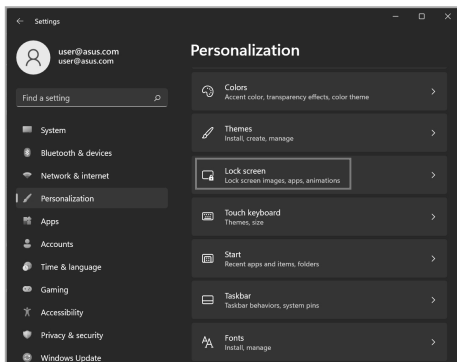 Settings
user@asus.com
user@asus.com
Find a setting
System
Bluetooth & devices
Network & internet
Personalization
Apps
Accounts
Time & language
Gaming
Accessibility
Privacy & security
Windows Update
Personalization
Colors
Accent color, transparency effects, color theme
Themes
Install, create, manage
Lock screen
Lock screen images, apps, animations
Touch keyboard
Themes, size
Start
Recent apps and items, folders
Taskbar
Taskbar behaviors, system pins
Fonts
Install, manage